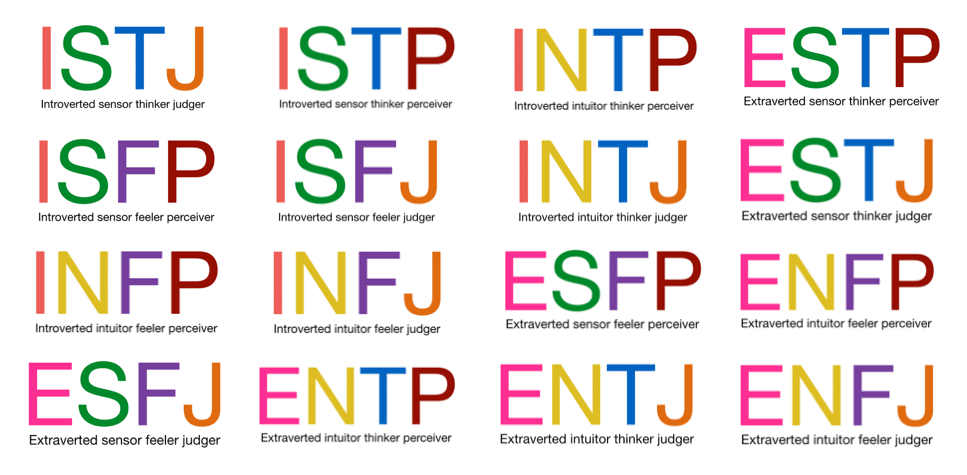 ISTJ
Introverted sensor thinker judger
ISTP
Introverted sensor thinker perceiver
INTP
Introverted intuitor thinker perceiver
ESTP
Extraverted sensor thinker perceiver
ISFP
Introverted sensor feeler perceiver
ISFJ
Introverted sensor feeler judger
INTJ
Introverted intuitor thinker judger
ESTJ
Extraverted sensor thinker judger
INFP
Introverted intuitor feeler perceiver
INFJ
Introverted intuitor feeler judger
ESFP
Extraverted sensor feeler perceiver
ENFP
Extraverted intuitor feeler perceiver
ESFJ
Extraverted sensor feeler judger
ENTP
Extraverted intuitor thinker perceiver
ENTJ
Extraverted intuitor thinker judger
ENFJ
Extraverted intuitor feeler judger